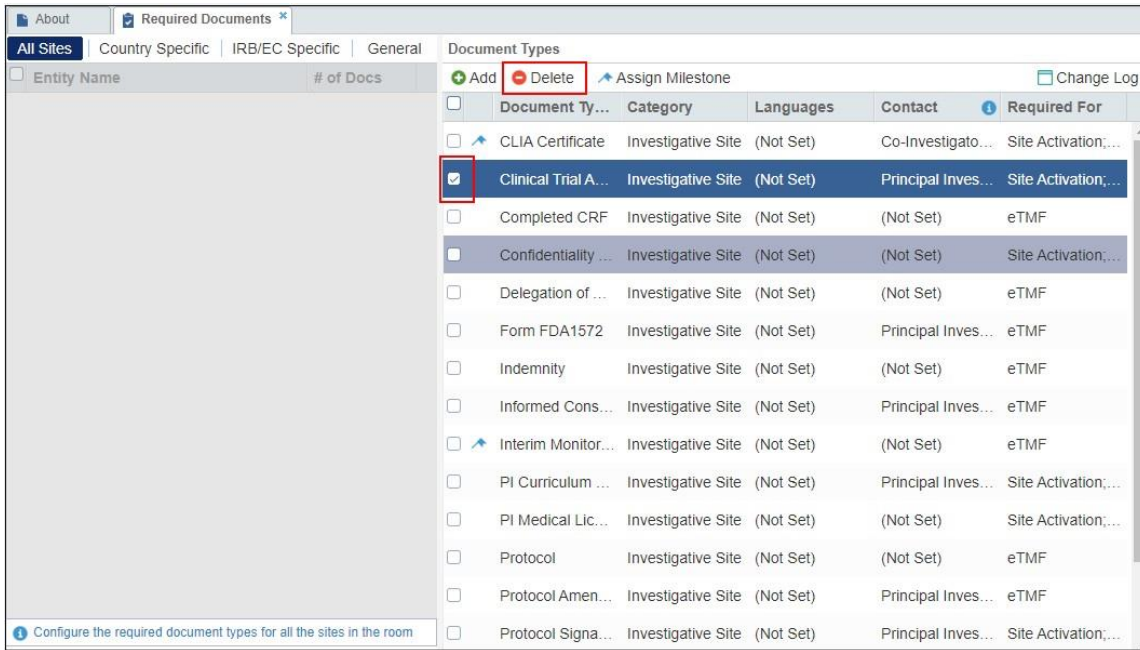 About
Required Documents
All Sites
Country Specific
IRB/EC Specific
General
Entity Name
# of Docs
Configure the required document types for all the sites in the room
Document Types
Add
Delete
Assign Milestone
Change Log
Document Ty... Category Languages Contact Required For
CLIA Certificate Investigative Site (Not Set) Co-Investigato... Site Activation;...
Clinical Trial A... Investigative Site (Not Set) Principal Inves... Site Activation;...
Completed CRF Investigative Site (Not Set) (Not Set) eTMF
Confidentiality ... Investigative Site (Not Set) (Not Set) Site Activation;...
Delegation of ... Investigative Site (Not Set) (Not Set) eTMF
Form FDA1572 Investigative Site (Not Set) Principal Inves... eTMF
Indemnity Investigative Site (Not Set) (Not Set) eTMF
Informed Cons... Investigative Site (Not Set) Principal Inves... eTMF
Interim Monitor... Investigative Site (Not Set) (Not Set) eTMF
PI Curriculum ... Investigative Site (Not Set) Principal Inves... Site Activation;...
PI Medical Lic... Investigative Site (Not Set) (Not Set) Site Activation;...
Protocol Investigative Site (Not Set) (Not Set) eTMF
Protocol Amen... Investigative Site (Not Set) Principal Inves... eTMF
Protocol Signa... Investigative Site (Not Set) Principal Inves... Site Activation;...